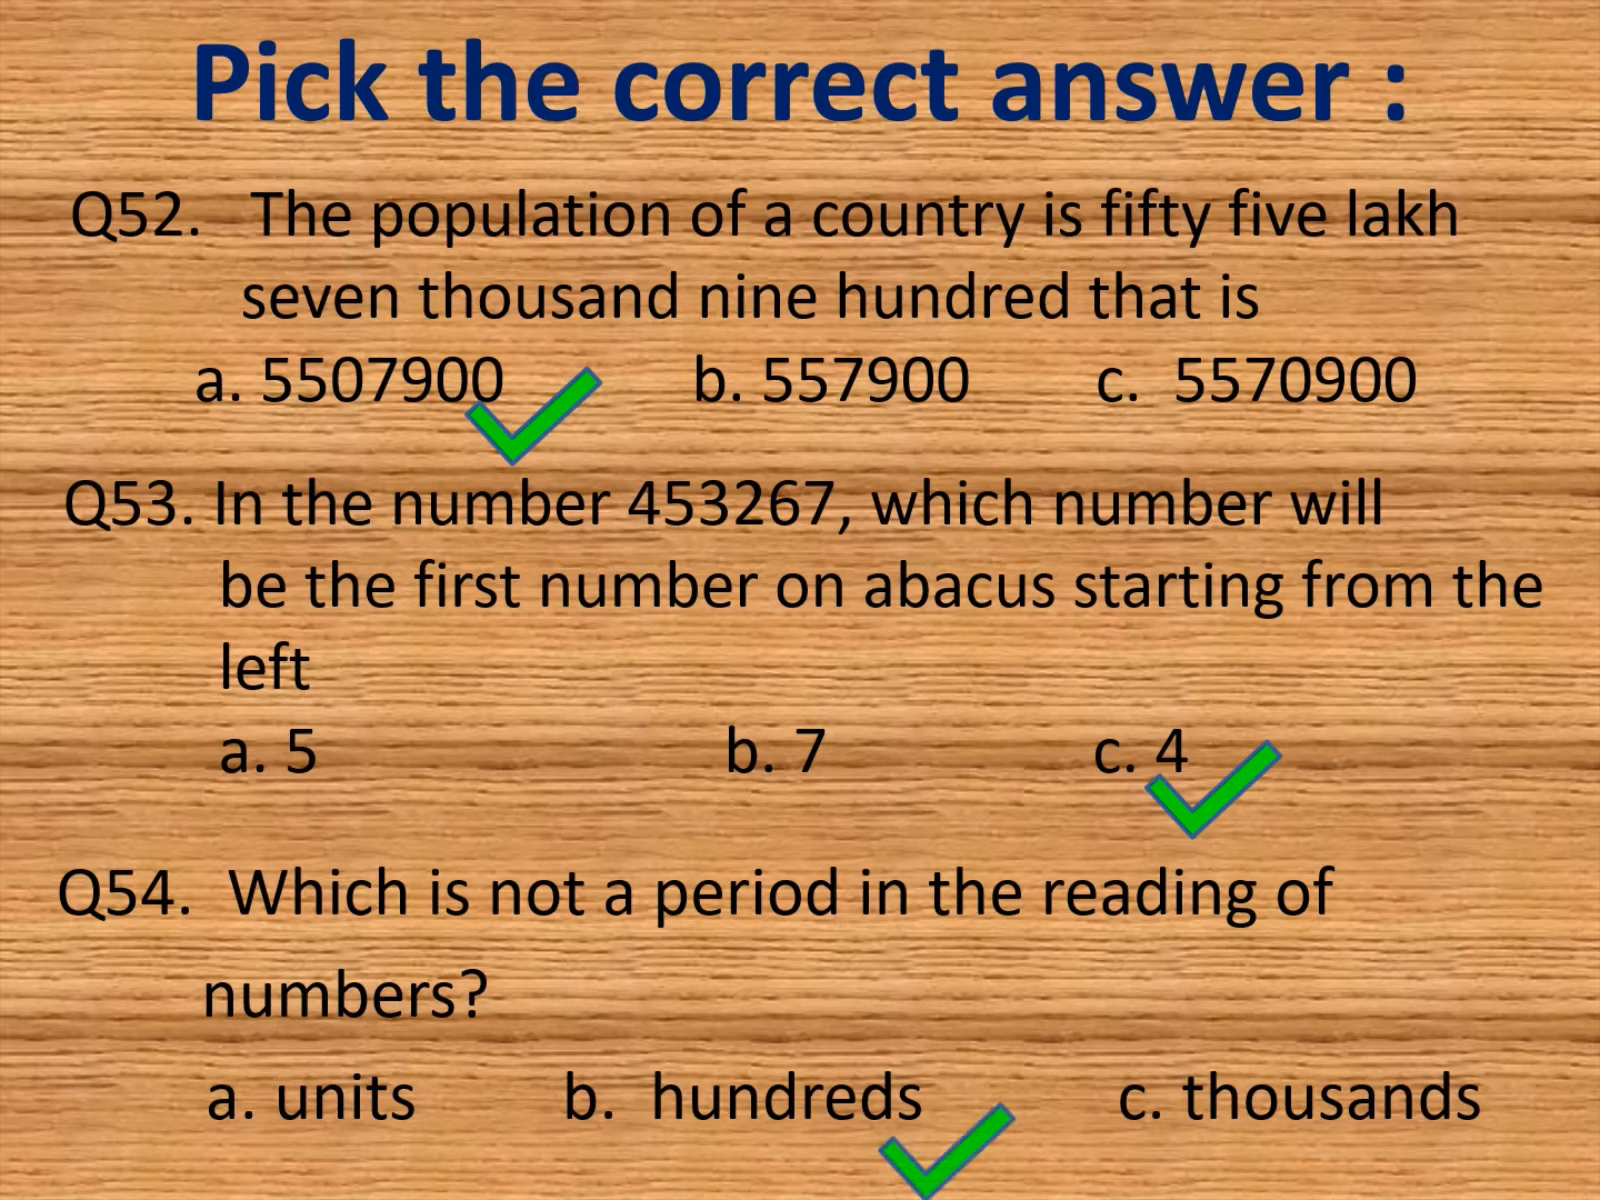 Pick the correct answer :
Q52. The population of a country is fifty five lakh
seven thousand nine hundred that is
a. 5507900 b. 557900 c. 5570900
Q53. In the number 453267, which number will
be the first number on abacus starting from the
left
a. 5 b. 7 c. 4
Q54. Which is not a period in the reading of
numbers?
a. units b. hundreds c. thousands